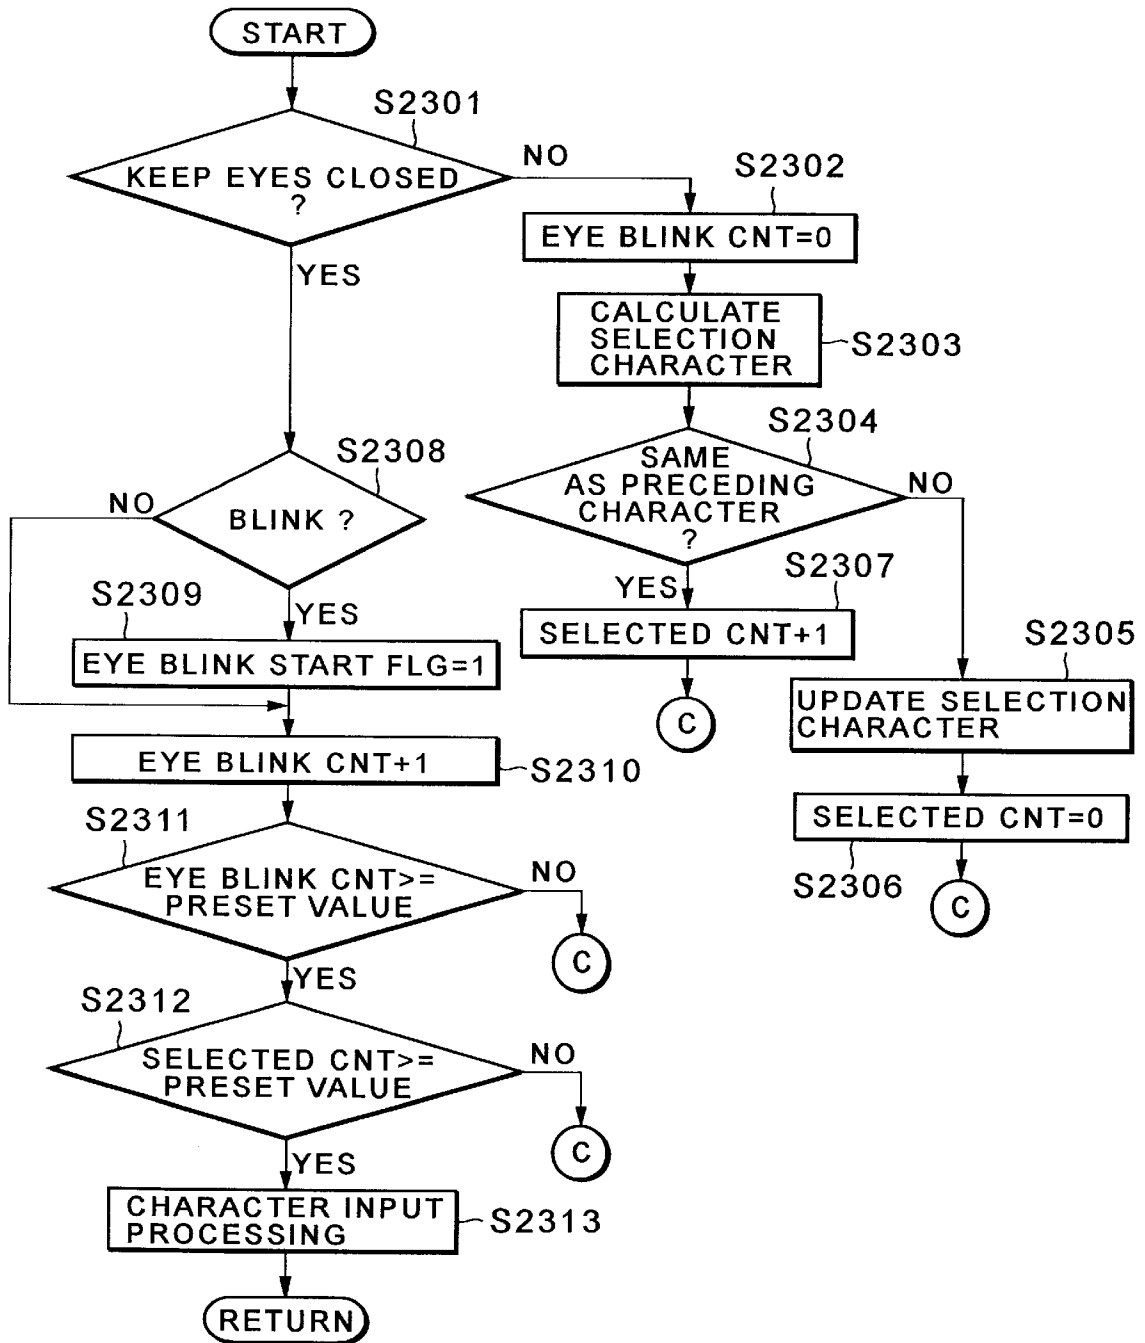 START
S2301
KEEP EYES CLOSED
?
NO
YES
S2302
EYE BLINK CNT=0
CALCULATE
SELECTION
CHARACTER
S2303
S2304
SAME
AS PRECEDING
CHARACTER
?
NO
YES
S2307
SELECTED CNT+1
C
S2305
UPDATE SELECTION
CHARACTER
SELECTED CNT=0
S2306
C
S2308
BLINK ?
NO
YES
S2309
EYE BLINK START FLG=1
EYE BLINK CNT+1
S2310
S2311
EYE BLINK CNT>=
PRESET VALUE
NO
C
YES
S2312
SELECTED CNT>=
PRESET VALUE
NO
C
YES
CHARACTER INPUT
PROCESSING
S2313
RETURN